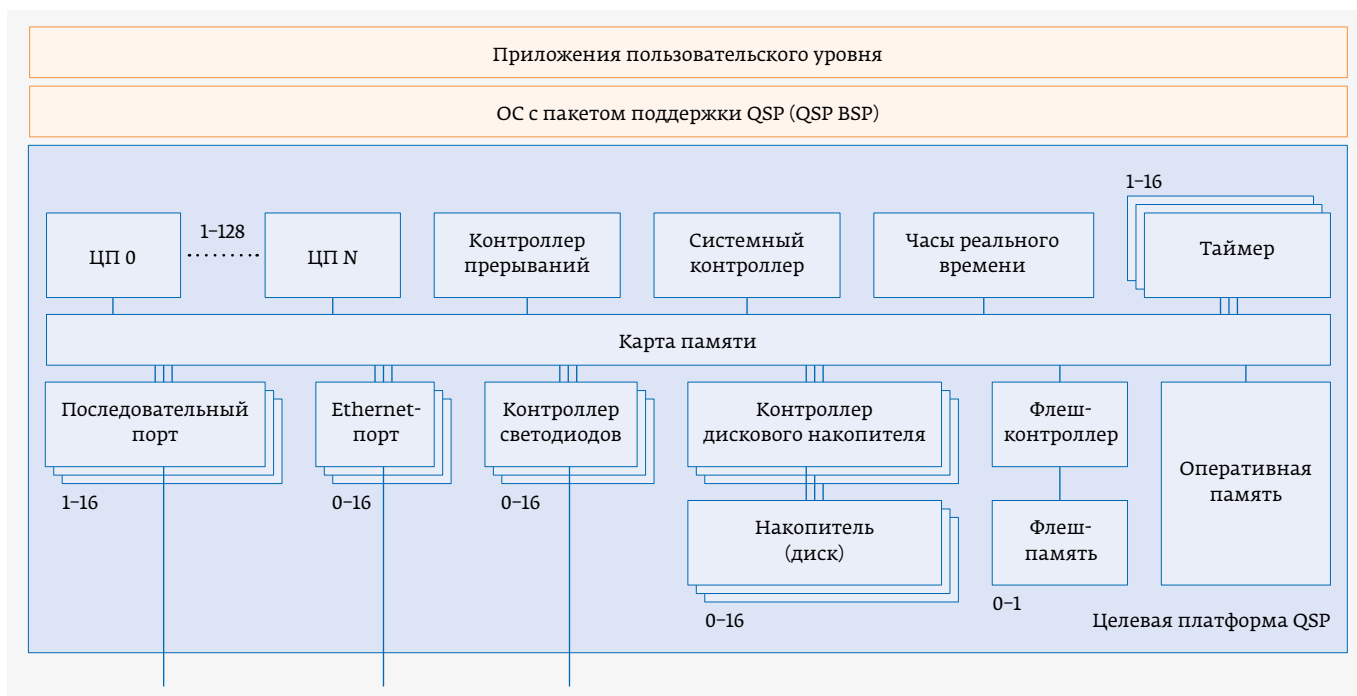 Приложения пользовательского уровня
ОС с пакетом поддержки QSP (QSP BSP)
1–16
ЦП 0
1–128
ЦП N
Контроллер
прерываний
Системный
контроллер
Часы реального
времени
Таймер
Карта памяти
Последовательный
порт
1–16
Ethernet-
порт
0–16
Контроллер
светодиодов
0–16
Контроллер
дискового накопителя
Накопитель
(диск)
0–16
Флеш-
контроллер
Флеш-
память
0–1
Оперативная
память
Целевая платформа QSP